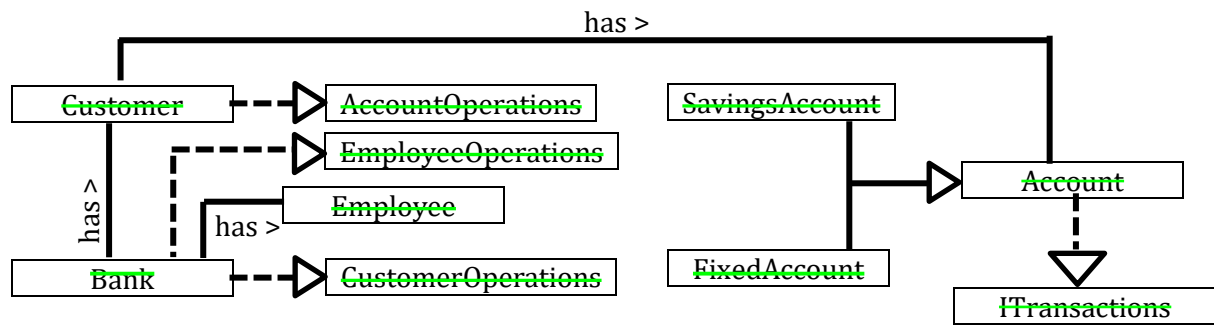 has >
Customer
AccountOperations
SavingsAccount
EmployeeOperations
Account
Employee
has >
has >
Bank
CustomerOperations
FixedAccount
ITransactions